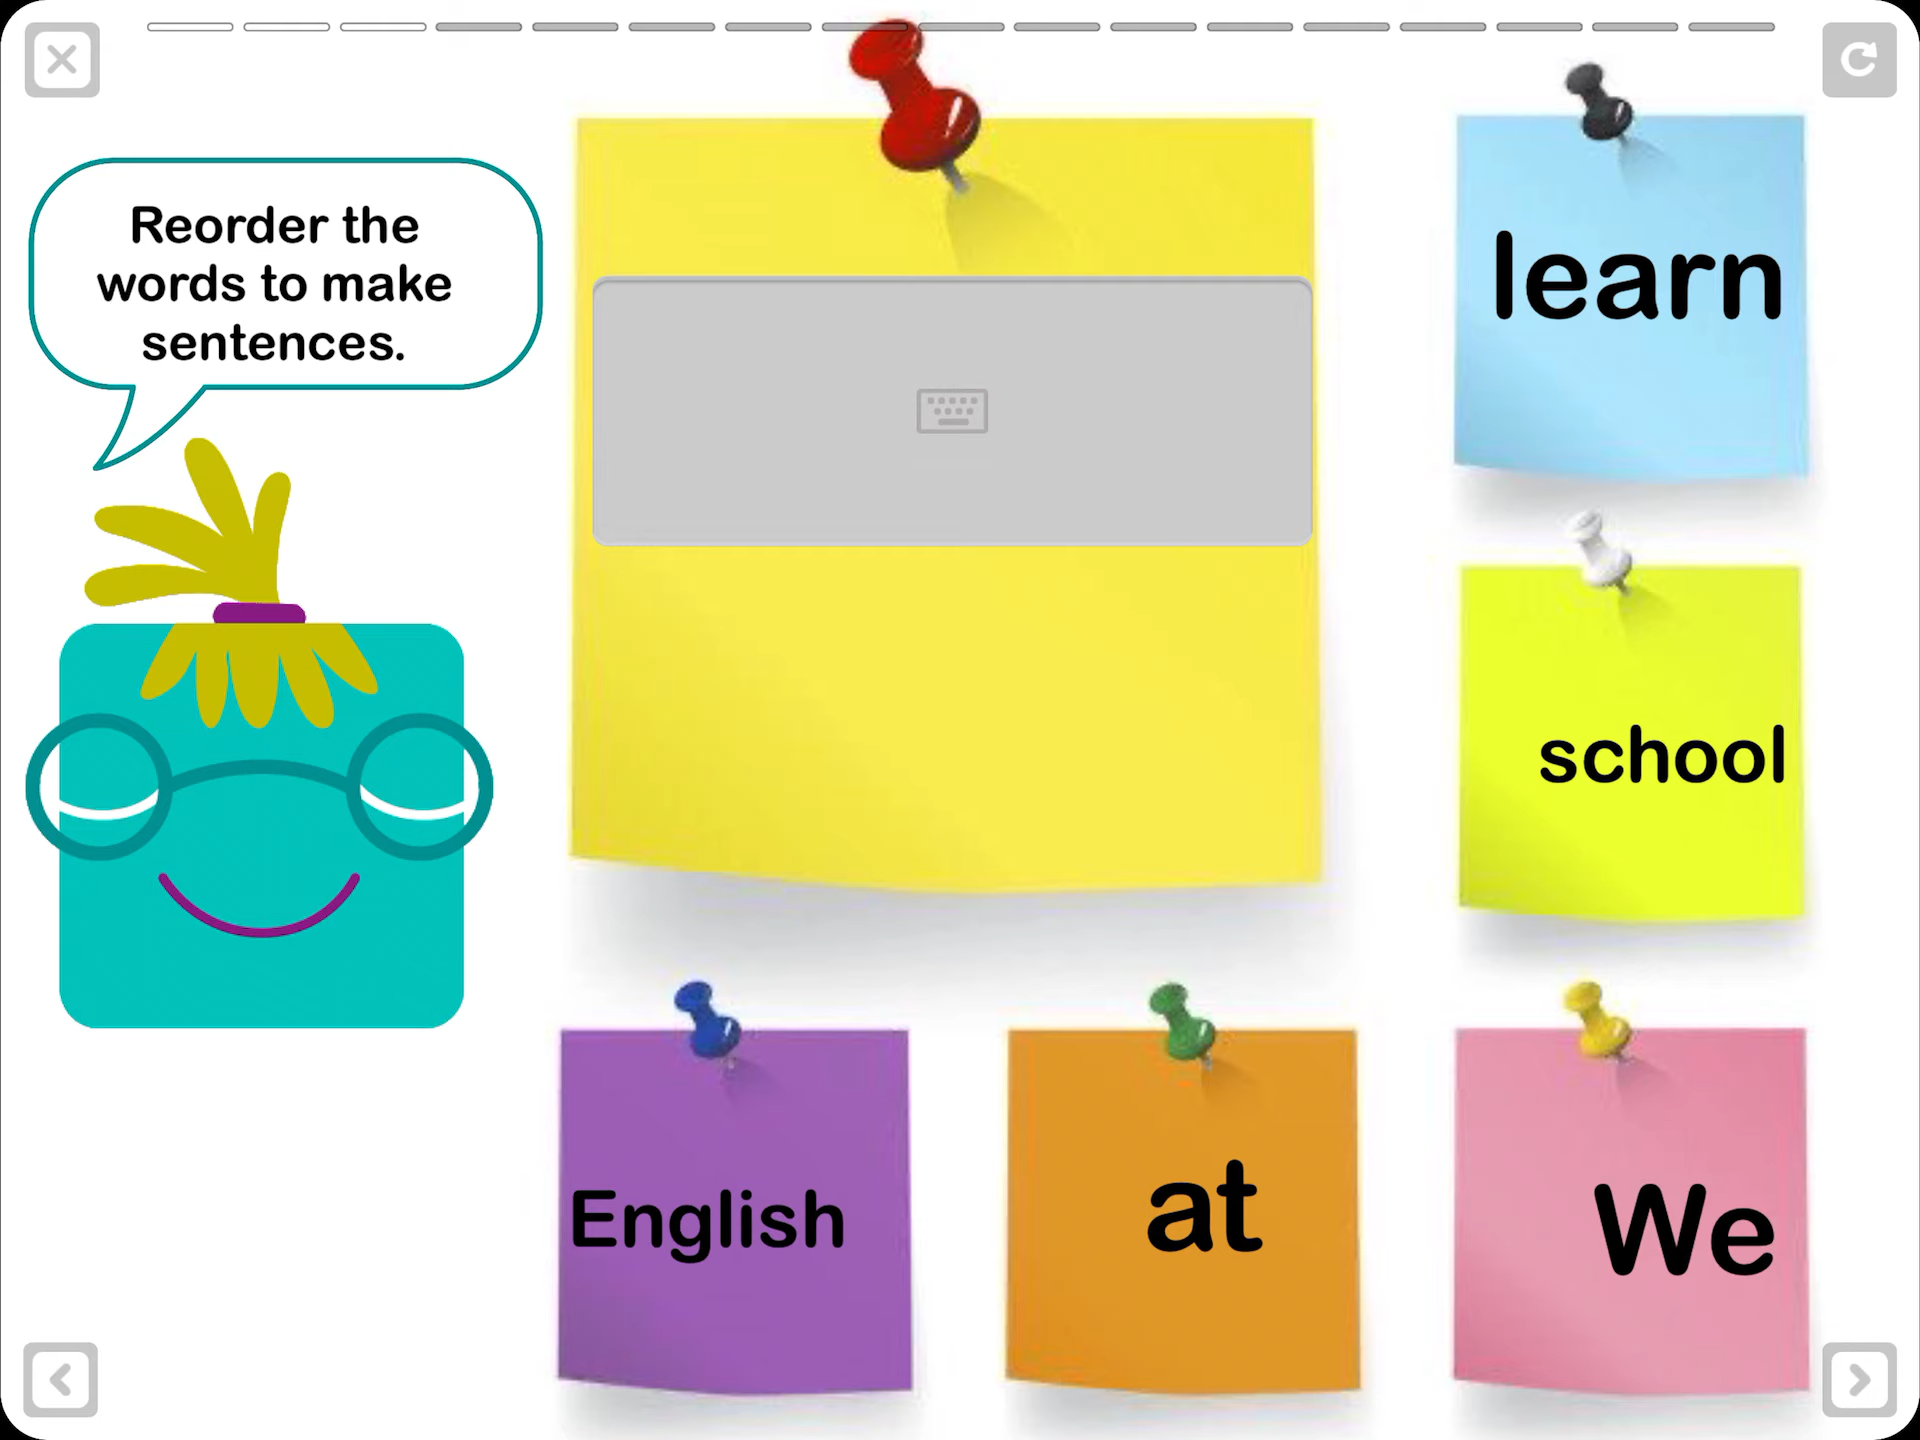 Reorder the
words to make
sentences.
learn
school
English
at
We